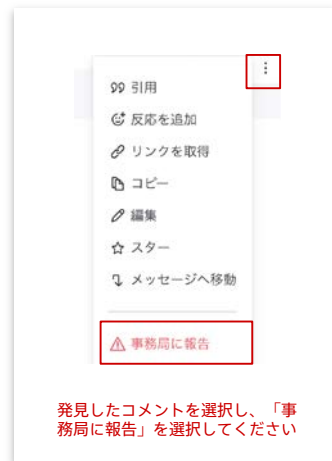 引用
反応を追加
リンクを取得
コピー
編集
スター
メッセージへ移動
事務局に報告
発見したコメントを選択し、「事
務局に報告」を選択してください